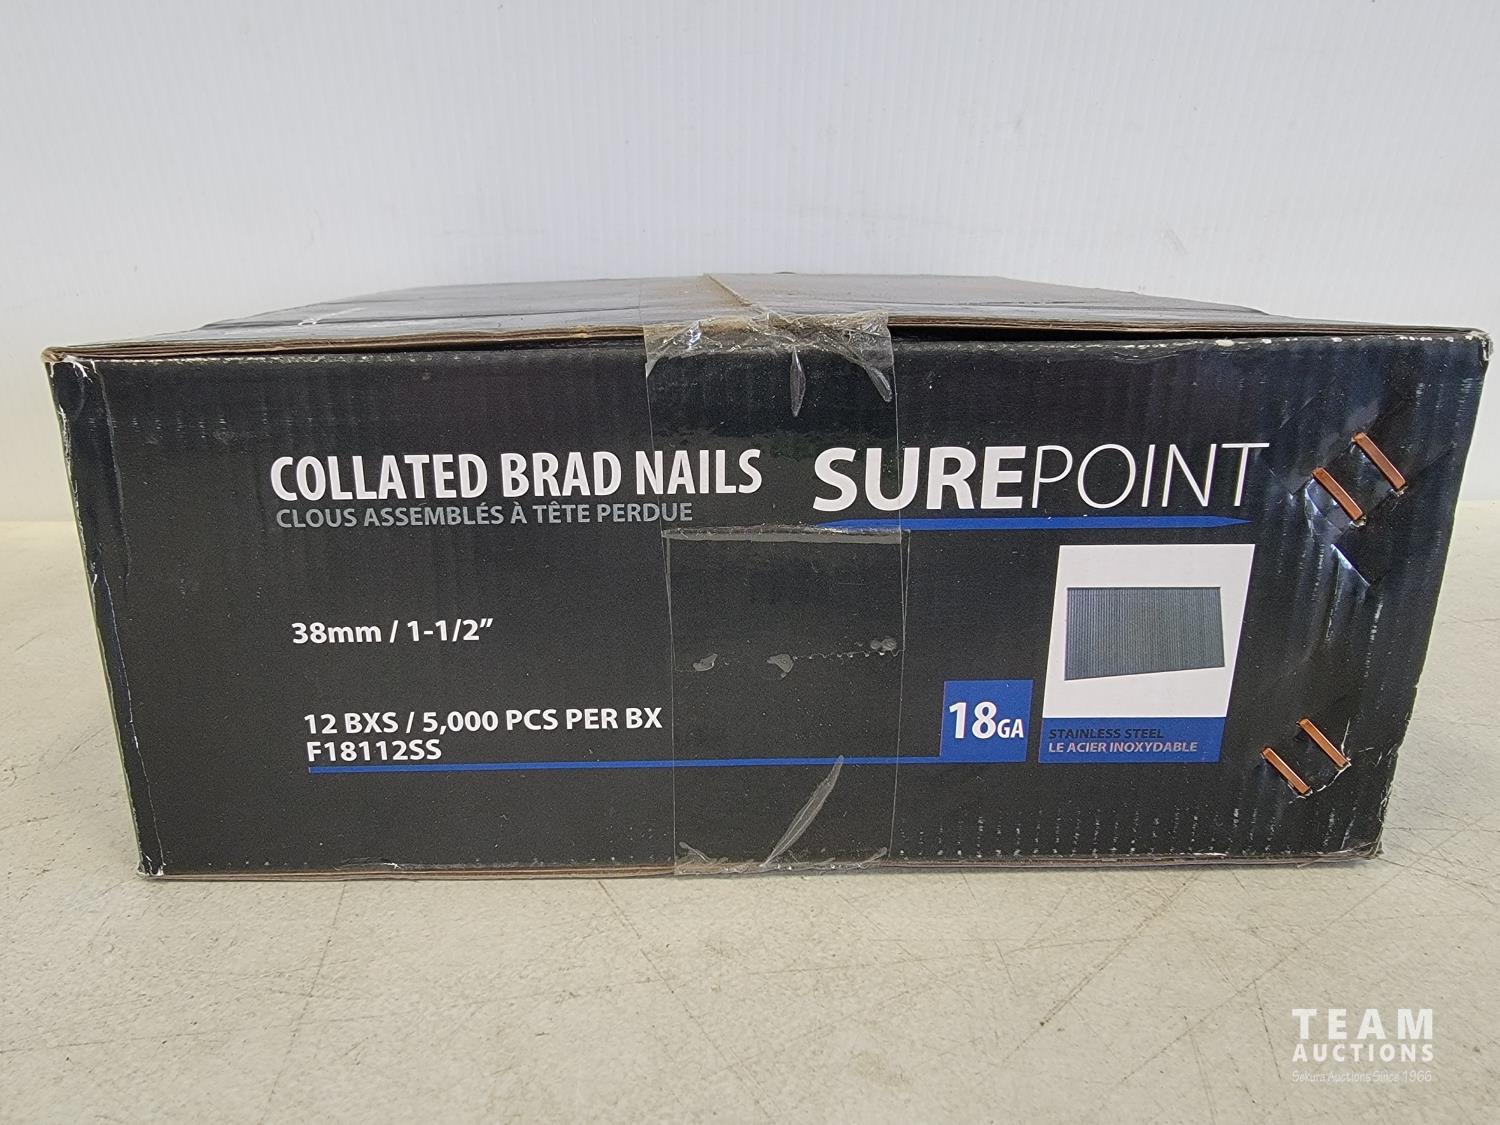 COLLATED BRAD NAILS
CLOUS ASSEMBLÉS À TÊTE PERDUE
SUREPOINT
38mm / 1-1/2”
12 BXS / 5,000 PCS PER BX
F18112SS
18GA
STAINLESS STEEL
LE ACIER INOXYDABLE
TEAM
AUCTIONS
Sekura Auctions Since 1966